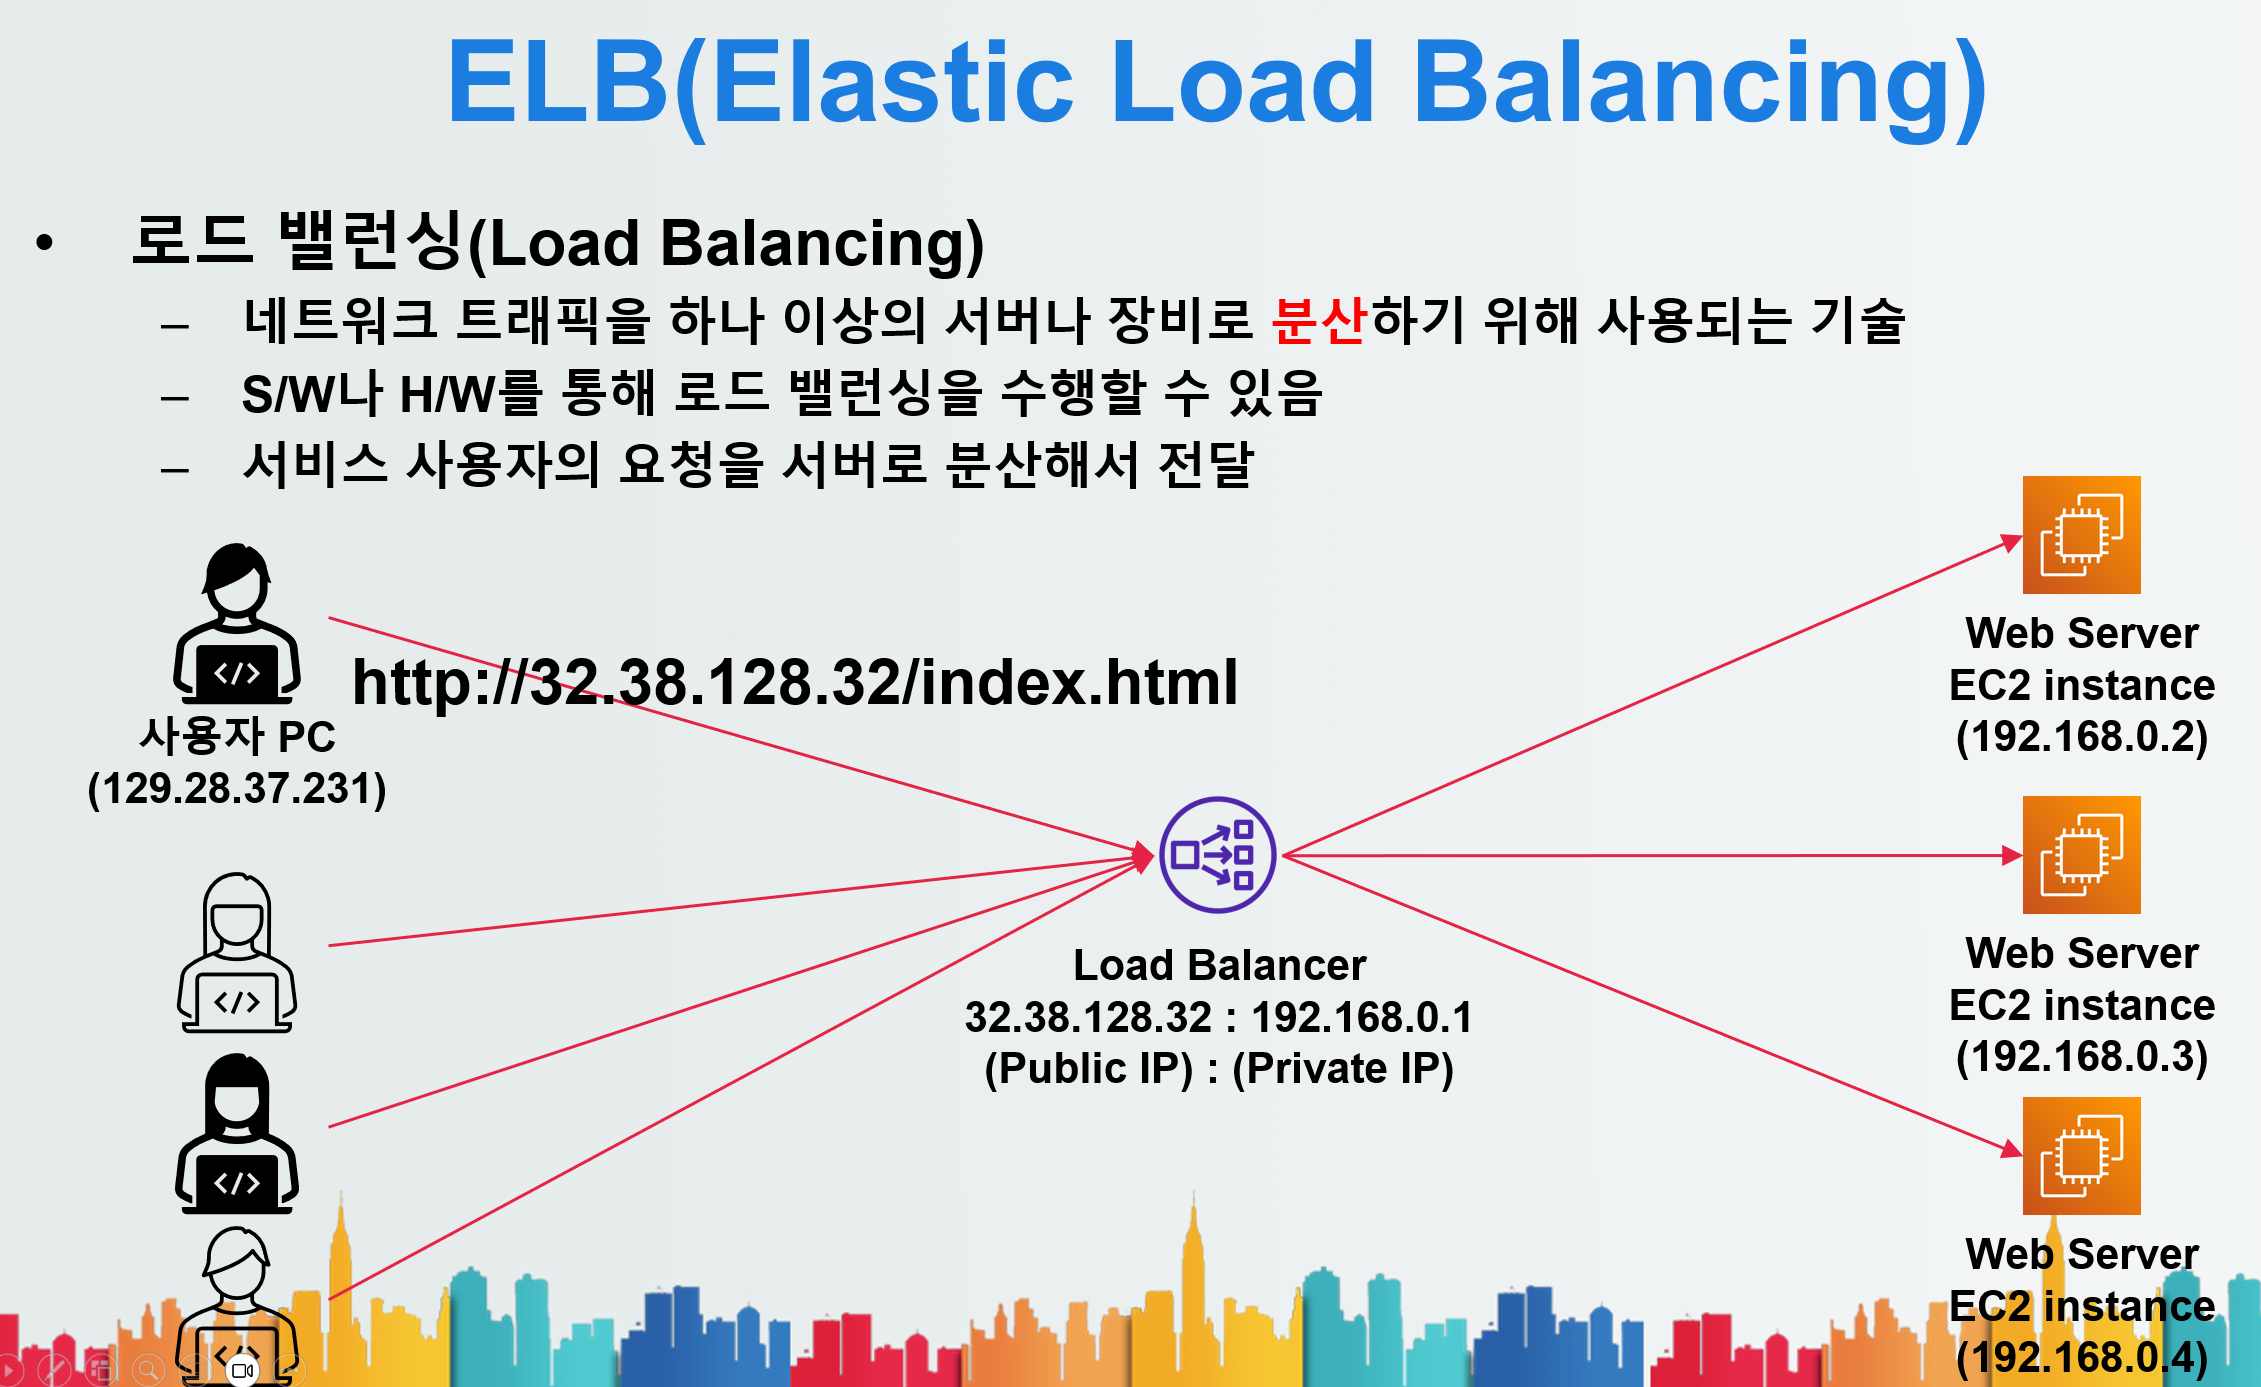 ELB(Elastic Load Balancing)
• 로드 밸런싱(Load Balancing)
– 네트워크 트래픽을 하나 이상의 서버나 장비로 분산하기 위해 사용되는 기술
– S/W나 H/W를 통해 로드 밸런싱을 수행할 수 있음
– 서비스 사용자의 요청을 서버로 분산해서 전달
http://32.38.128.32/index.html
사용자 PC
(129.28.37.231)
Load Balancer
32.38.128.32 : 192.168.0.1
(Public IP) : (Private IP)
Web Server
EC2 instance
(192.168.0.2)
Web Server
EC2 instance
(192.168.0.3)
Web Server
EC2 instance
(192.168.0.4)